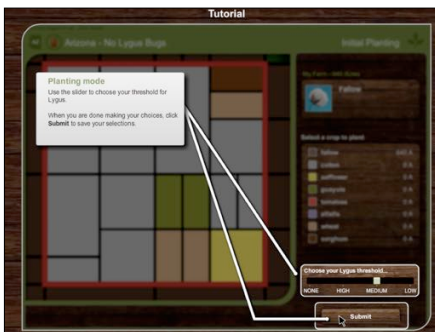 Tutorial
Arizona - No Lygus Bugs
Initial Planting
Planting mode
Use the slider to choose your threshold for
Lygus.
When you are done making your choices, click
Submit to save your selections.
Fallow
Select a crop to plant
fallow
cotton
safflower
guayule
tomatoes
alfalfa
wheat
sorghum
Choose your Lygus threshold...
NONE HIGH MEDIUM LOW
Submit